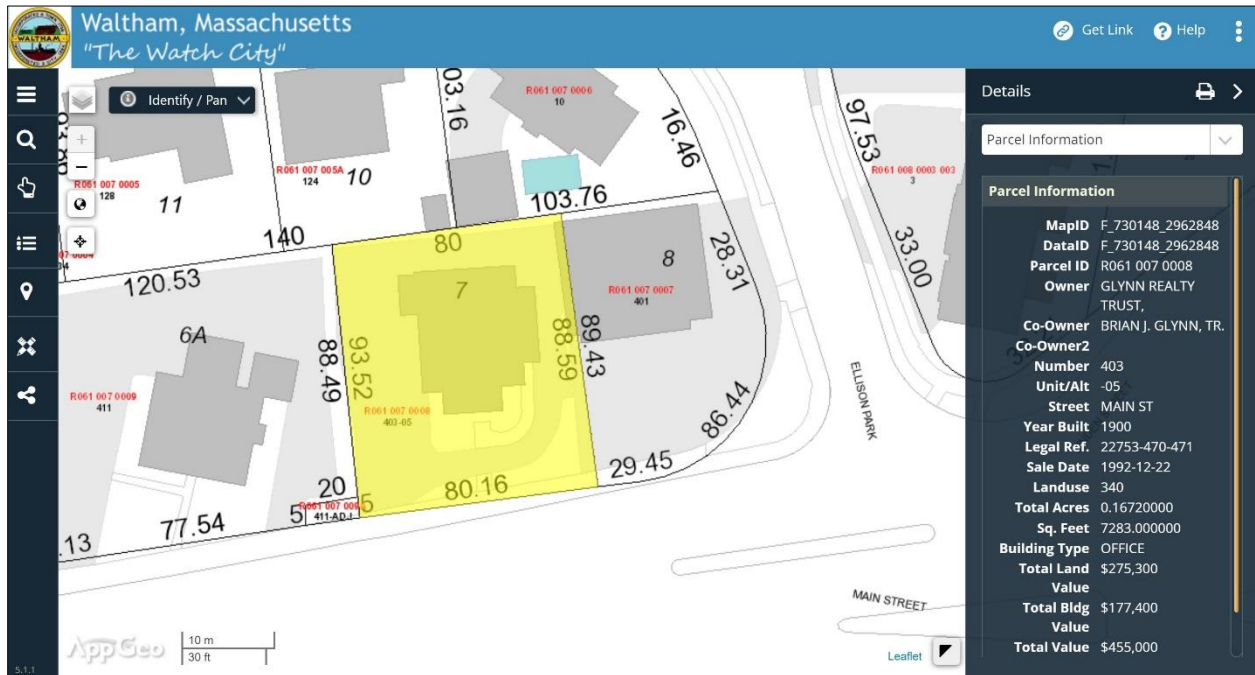 Waltham, Massachusetts
"The Watch City"
Get Link
Help
WALTHAM
Identify / Pan
Details
Parcel Information
Parcel Information
MapID F_730148_2962848
DataID F_730148_2962848
Parcel ID R061 007 0008
Owner GLYNN REALTY
TRUST,
Co-Owner BRIAN J. GLYNN, TR.
Co-Owner2
Number 403
Unit/Alt -05
Street MAIN ST
Year Built 1900
Legal Ref. 22753-470-471
Sale Date 1992-12-22
Landuse 340
Total Acres 0.16720000
Sq. Feet 7283.000000
Building Type OFFICE
Total Land $275,300
Value
Total Bldg $177,400
Value
Total Value $455,000
03.16
R061 007 0006
10
16.46
97.53
R061 008 0003 003
3
R061 007 0005
128
11
R061 007 005A
124
10
103.76
140
80
120.53
7
8
28.31
33.00
R061 007 0007
401
6A
88.49
93.52
88.59
89.43
R061 007 0009
411
R061 007 0008
403-05
86.44
ELLISON PARK
29.45
80.16
20
5
5
411-ADJ
77.54
.13
MAIN STREET
AppGeo
10 m
30 ft
Leaflet
5.1.1